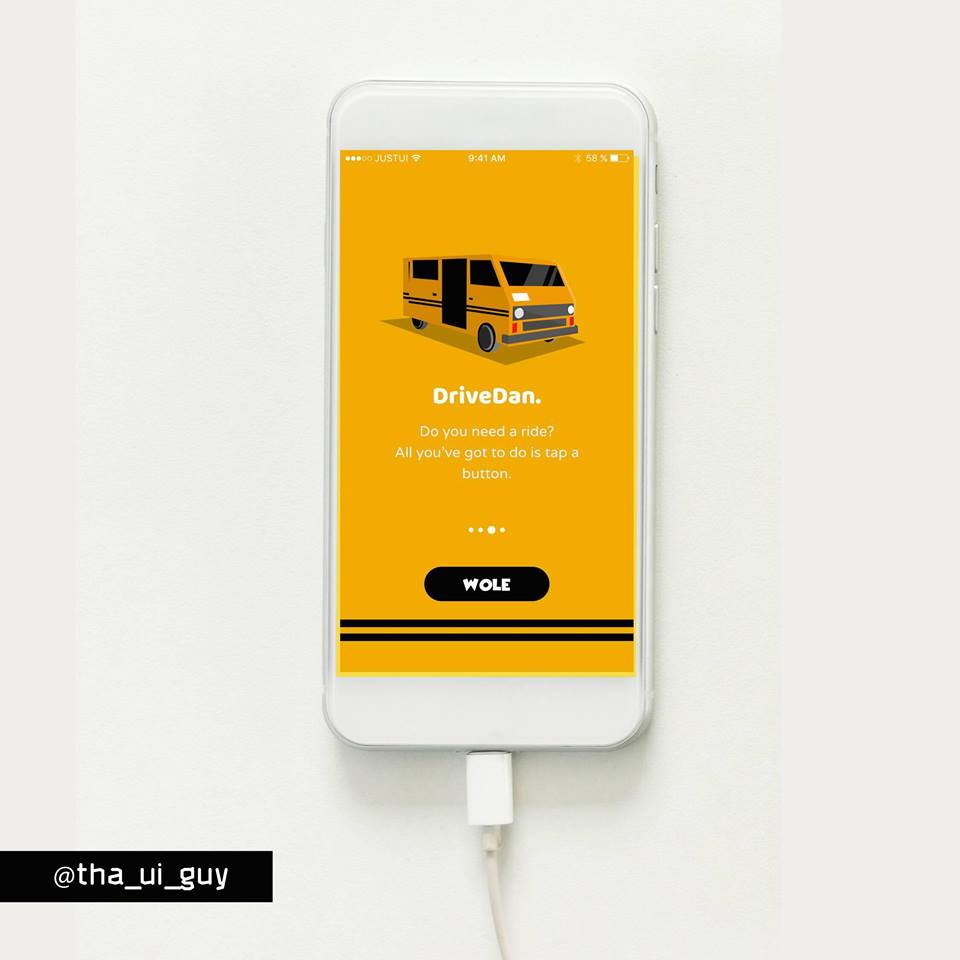 JUSTUI 9:41 AM 58 %
DriveDan.
Do you need a ride?
All you've got to do is tap a
button.
WOLE
@tha_ui_guy